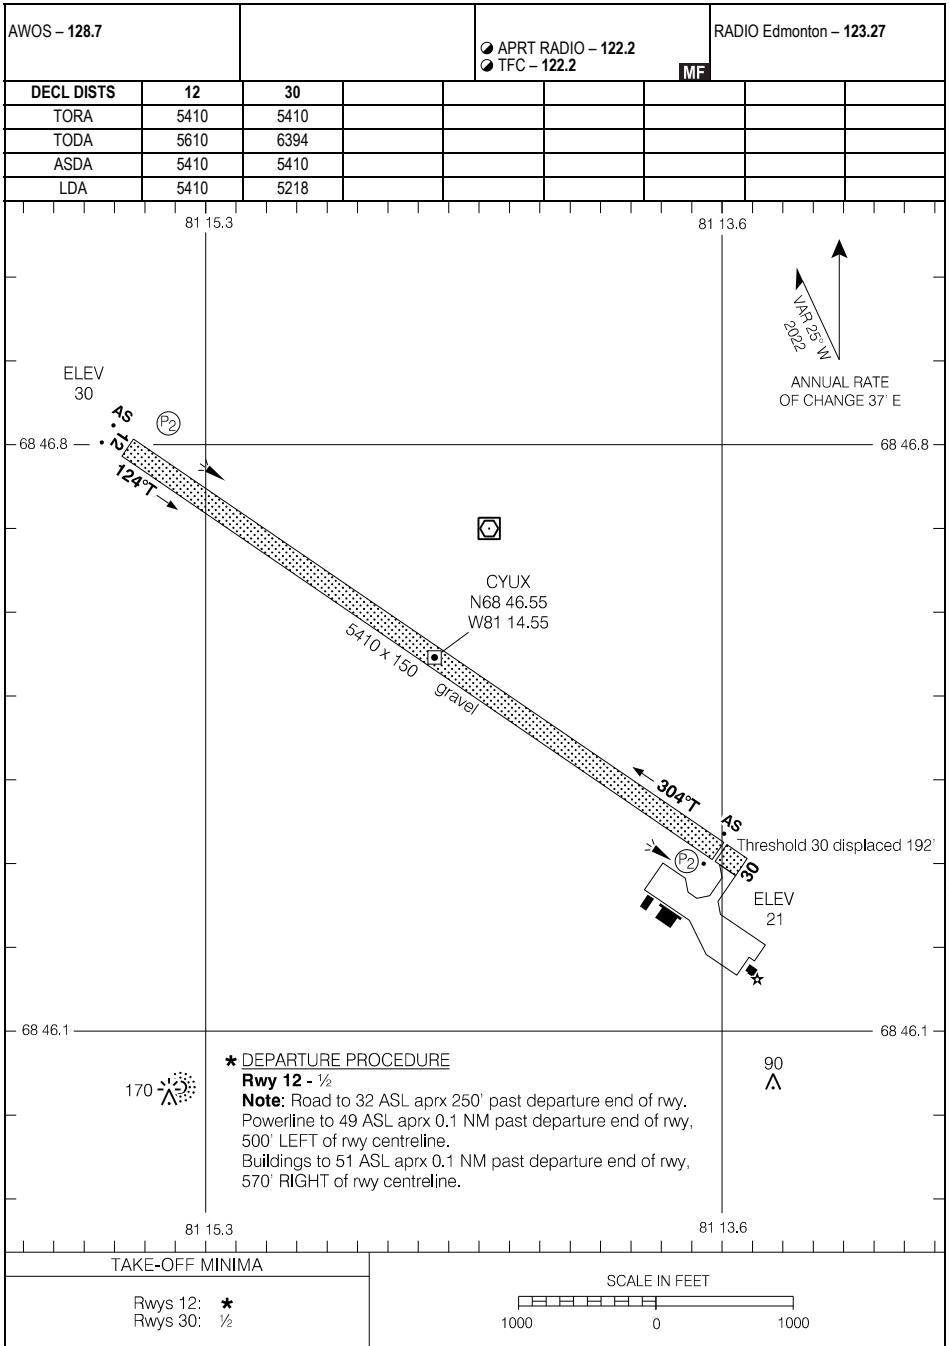 AWOS – 128.7
APRT RADIO – 122.2
TFC – 122.2
MF
RADIO Edmonton – 123.27
DECL DISTS 12 30
TORA 5410 5410
TODA 5610 6394
ASDA 5410 5410
LDA 5410 5218
81 15.3
81 13.6
VAR 25° W
2022
ANNUAL RATE
OF CHANGE 37' E
ELEV
30
AS
P2
68 46.8
68 46.8
12
124°T
CYUX
N68 46.55
W81 14.55
5410 x 150
gravel
304°T
AS
Threshold 30 displaced 192'
P2
30
ELEV
21
68 46.1
68 46.1
170
90
* DEPARTURE PROCEDURE
Rwy 12 - ½
Note: Road to 32 ASL aprx 250' past departure end of rwy.
Powerline to 49 ASL aprx 0.1 NM past departure end of rwy,
500' LEFT of rwy centreline.
Buildings to 51 ASL aprx 0.1 NM past departure end of rwy,
570' RIGHT of rwy centreline.
81 15.3
81 13.6
TAKE-OFF MINIMA
Rwys 12: *
Rwys 30: ½
SCALE IN FEET
1000 0 1000